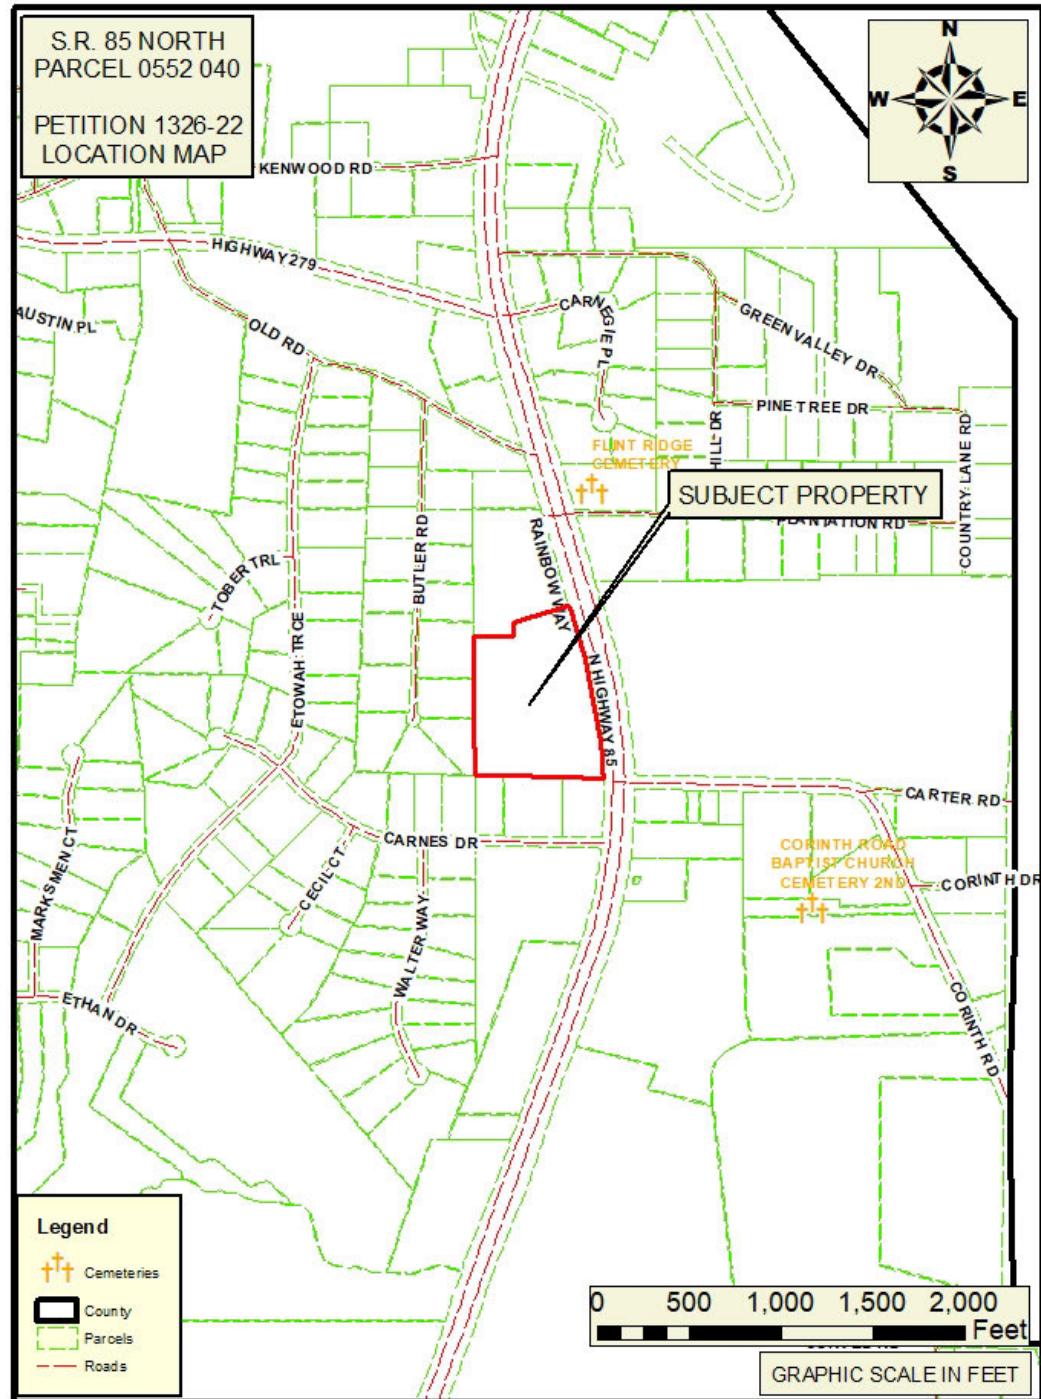 S.R. 85 NORTH
PARCEL 0552 040
PETITION 1326-22
LOCATION MAP
N
W
E
S
KENWOOD RD
HIGHWAY 279
AUSTIN PL
OLD RD
CARNEGIE PL
GREEN VALLEY DR
PINE TREE DR
HILL DR
COUNTRY LANE RD
FLINT RIDGE
CEMETERY
SUBJECT PROPERTY
PLANTATION RD
RAINBOW WAY
BUTLER RD
TOBER TRL
ETOWAH TRCE
N HIGHWAY 85
CARTER RD
MARKSMEN CT
CECIL CT
CARNES DR
WALTER WAY
CORINTH ROAD
BAPTIST CHURCH
CEMETERY 2ND
CORINTH DR
ETHAN DR
CORINTH RD
Legend
Cemeteries
County
Parcels
Roads
0 500 1,000 1,500 2,000
Feet
GRAPHIC SCALE IN FEET